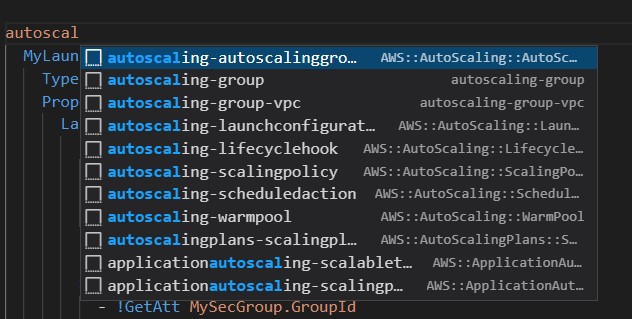 autoscal
MyLaun
autoscaling-autoscalinggro… AWS::AutoScaling::AutoSc…
Type autoscaling-group autoscaling-group
Prop autoscaling-group-vpc autoscaling-group-vpc
La autoscaling-launchconfigurat… AWS::AutoScaling::Laun…
autoscaling-lifecyclehook AWS::AutoScaling::Lifecycle…
autoscaling-scalingpolicy AWS::AutoScaling::ScalingPo…
autoscaling-scheduledaction AWS::AutoScaling::Schedul…
autoscaling-warmpool AWS::AutoScaling::WarmPool
autoscalingplans-scalingpl… AWS::AutoScalingPlans::S…
applicationautoscaling-scalablet… AWS::ApplicationAu…
applicationautoscaling-scalingp… AWS::ApplicationAut…
- !GetAtt MySecGroup.GroupId